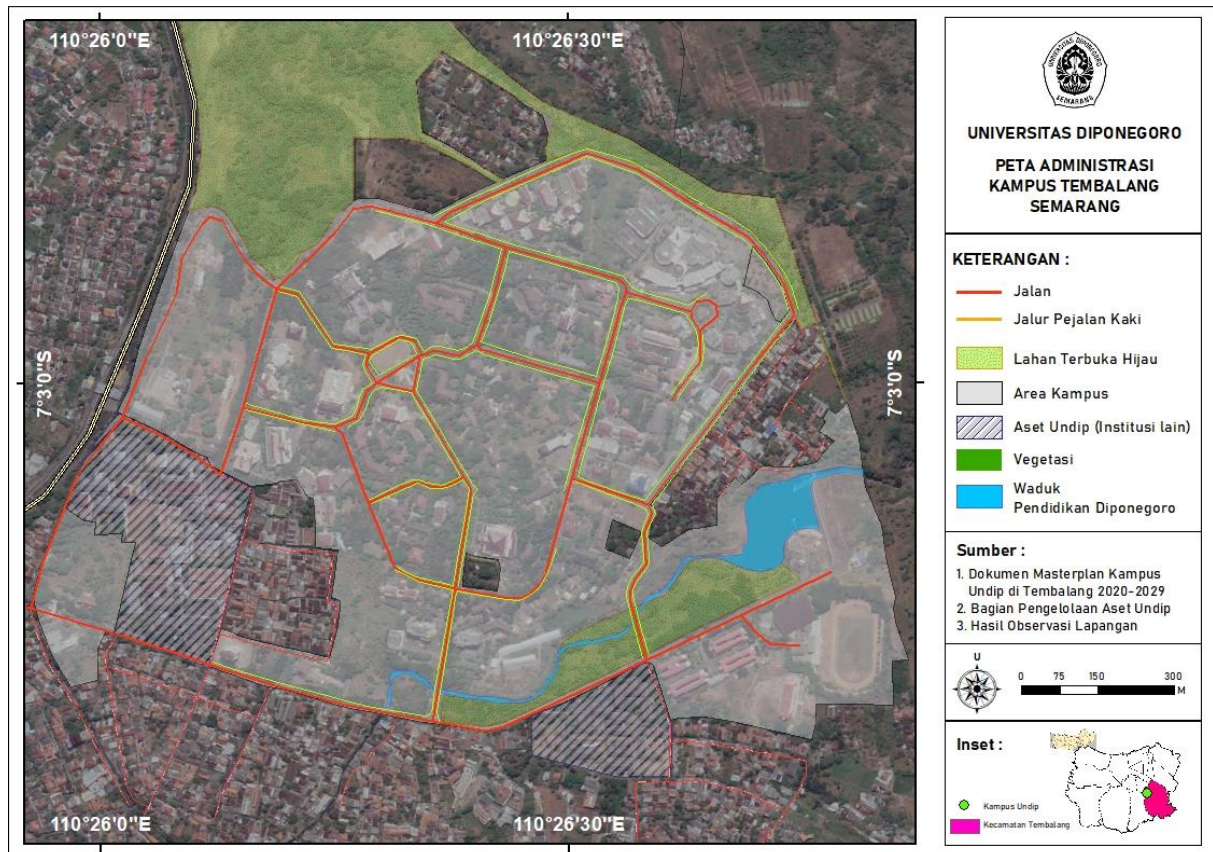 110°26'0"E
110°26'30"E
7°3'0"S
7°3'0"S
110°26'0"E
110°26'30"E
UNIVERSITAS DIPONEGORO
SEMARANG
UNIVERSITAS DIPONEGORO
PETA ADMINISTRASI
KAMPUS TEMBALANG
SEMARANG
KETERANGAN :
Jalan
Jalur Pejalan Kaki
Lahan Terbuka Hijau
Area Kampus
Aset Undip (Institusi lain)
Vegetasi
Waduk
Pendidikan Diponegoro
Sumber :
1. Dokumen Masterplan Kampus
Undip di Tembalang 2020-2029
2. Bagian Pengelolaan Aset Undip
3. Hasil Observasi Lapangan
U
0 75 150 300
M
Inset :
Kampus Undip
Kecamatan Tembalang